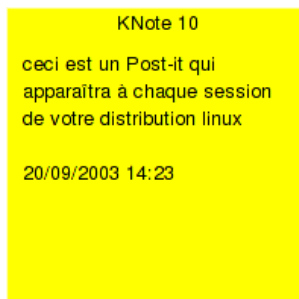 KNote 10
ceci est un Post-it qui
apparaîtra à chaque session
de votre distribution linux
20/09/2003 14:23